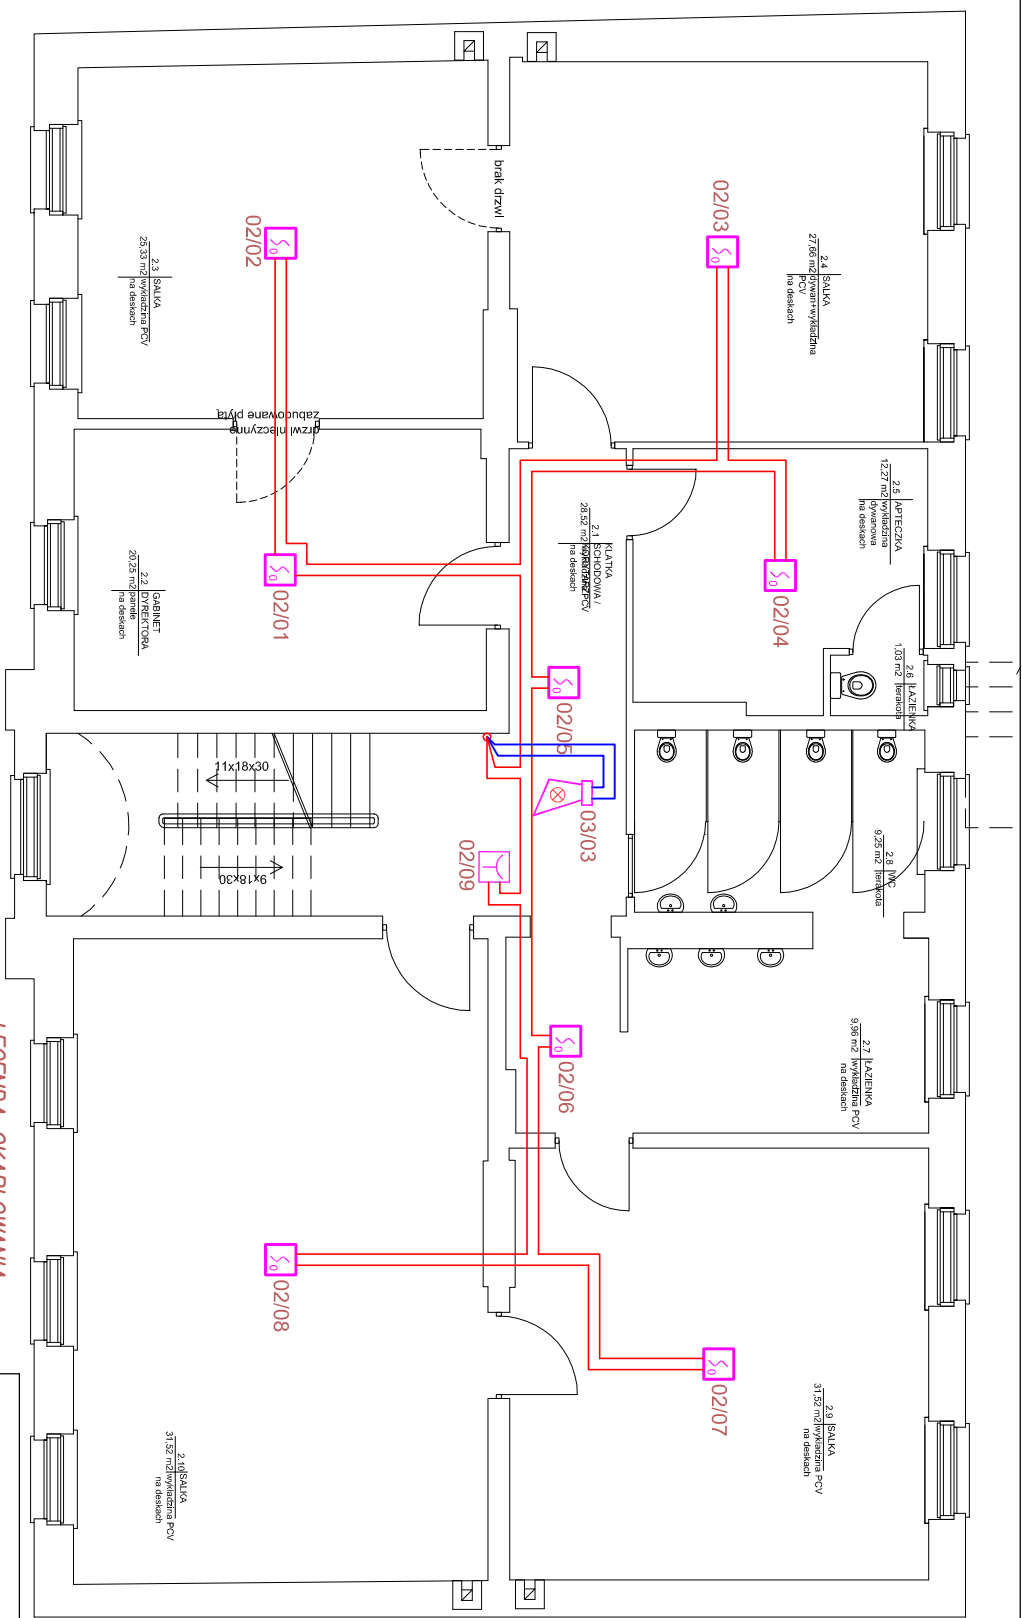 brak drzwi
02/03
2.4 SALKA
27,66 m2 dywan+wykładzina
PCV
na deskach
02/02
2.3 SALKA
25,33 m2 wykładzina PCV
na deskach
drzwi nieczynne
zabudowane płytą
2.5 APTECZKA
12,27 m2 wykładzina
dywanowa
na deskach
2.1 KLATKA
SCHODOWA /
28,52 m2 wykładzina PCV
na deskach
02/04
02/01
2.2 GABINET
DYREKTORA
20,25 m2 panele
na deskach
2.6 ŁAZIENKA
1,03 m2 terakota
02/05
11x18x30
9x18x30
03/03
02/09
2.8 WC
9,25 m2 terakota
2.7 ŁAZIENKA
9,96 m2 wykładzina PCV
na deskach
02/06
02/08
02/07
2.9 SALKA
31,52 m2 wykładzina PCV
na deskach
2.10 SALKA
31,52 m2 wykładzina PCV
na deskach